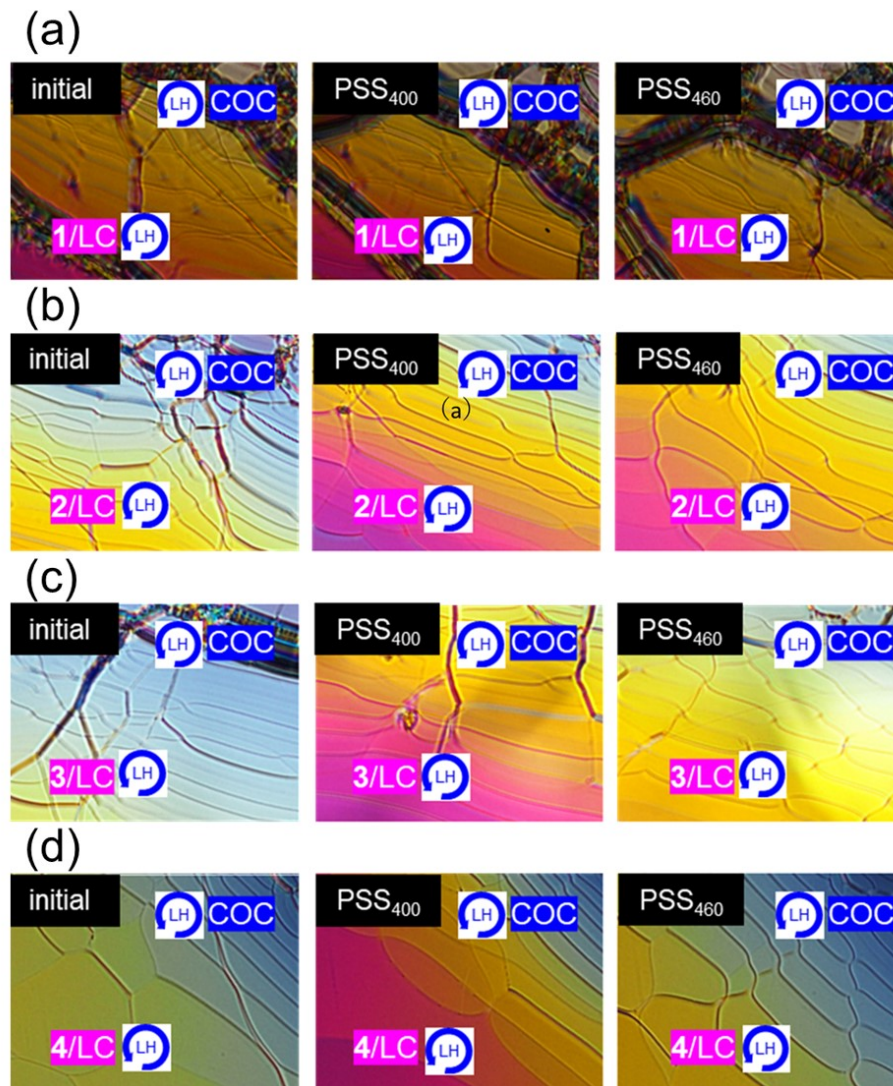 (a)
initial LH COC PSS400 LH COC PSS460 LH COC
1/LC LH 1/LC LH 1/LC LH
(b)
initial LH COC PSS400 LH COC PSS460 LH COC
(a)
2/LC LH 2/LC LH 2/LC LH
(c)
initial LH COC PSS400 LH COC PSS460 LH COC
3/LC LH 3/LC LH 3/LC LH
(d)
initial LH COC PSS400 LH COC PSS460 LH COC
4/LC LH 4/LC LH 4/LC LH